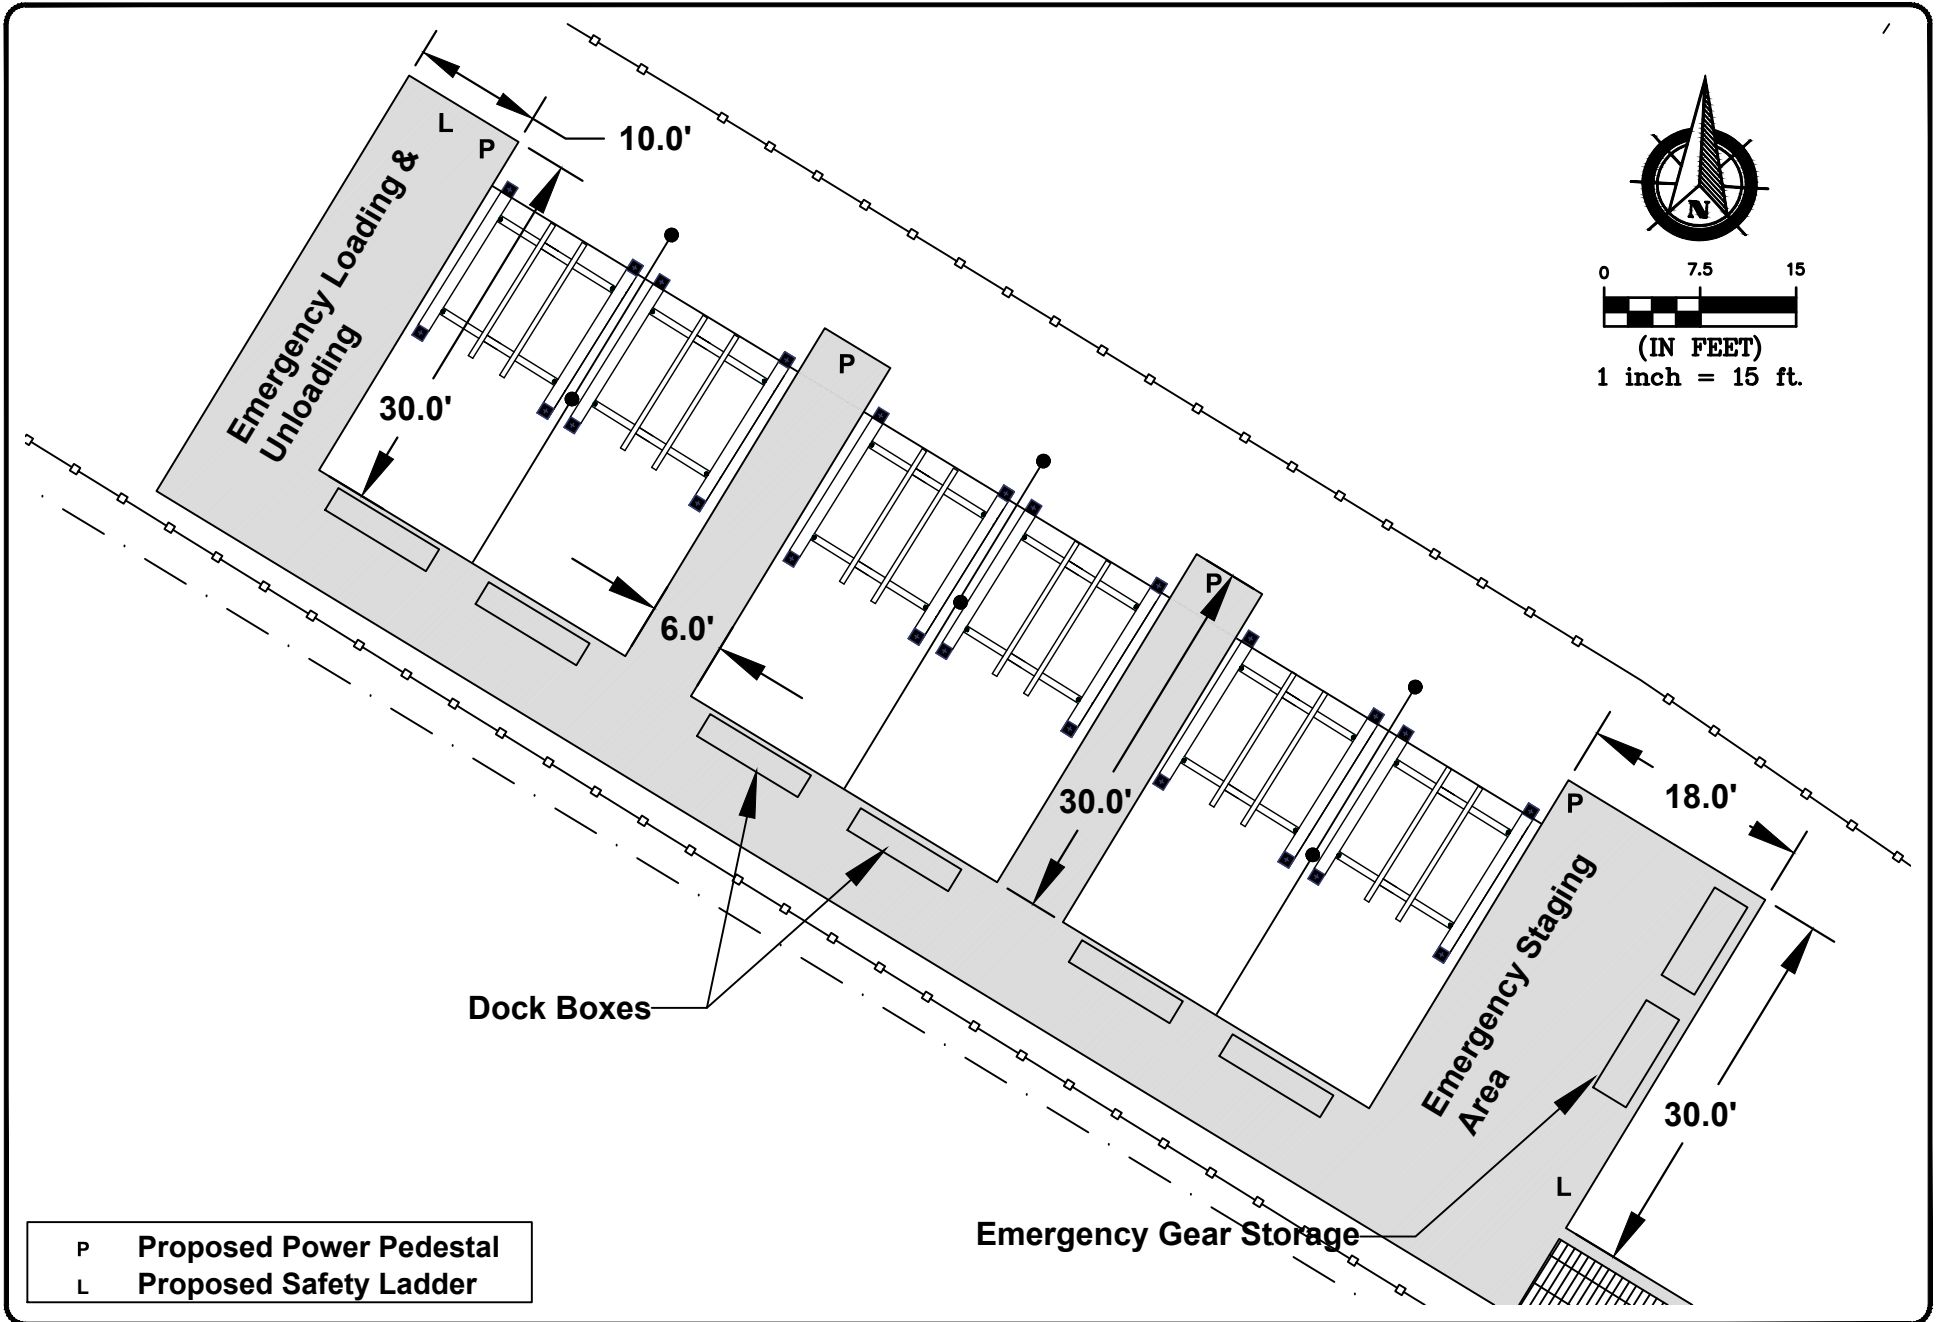 10.0'
L
P
Emergency Loading &
Unloading
30.0'
P
6.0'
P
30.0'
P
18.0'
Emergency Staging
Area
30.0'
L
Dock Boxes
Emergency Gear Storage
N
0 7.5 15
(IN FEET)
1 inch = 15 ft.
P Proposed Power Pedestal
L Proposed Safety Ladder